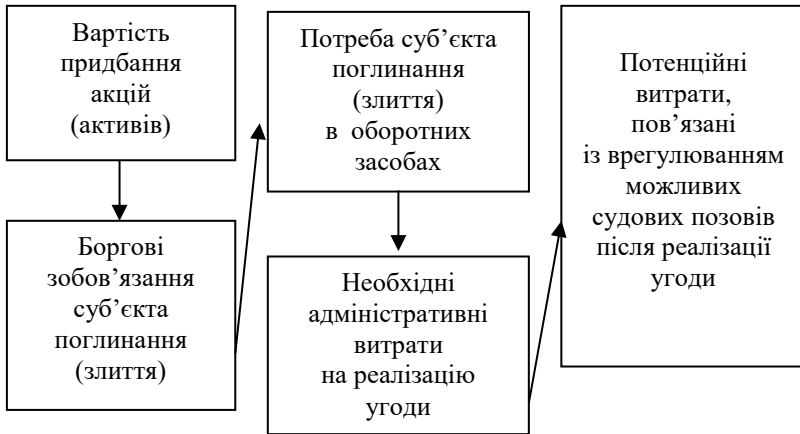 Вартість
придбання
акцій
(активів)
Боргові
зобов’язання
суб’єкта
поглинання
(злиття)
Потреба суб’єкта
поглинання
(злиття)
в оборотних
засобах
Необхідні
адміністративні
витрати
на реалізацію
угоди
Потенційні
витрати,
пов’язані
із врегулюванням
можливих
судових позовів
після реалізації
угоди